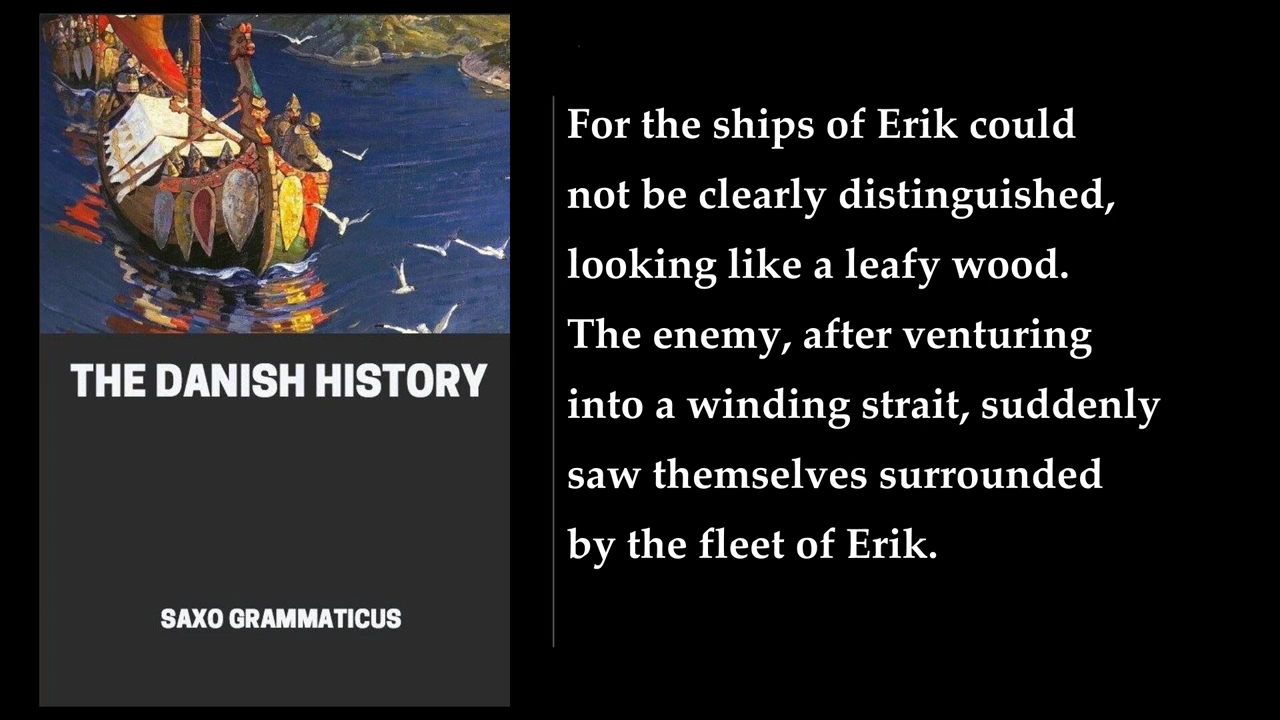 THE DANISH HISTORY
SAXO GRAMMATICUS
For the ships of Erik could
not be clearly distinguished,
looking like a leafy wood.
The enemy, after venturing
into a winding strait, suddenly
saw themselves surrounded
by the fleet of Erik.